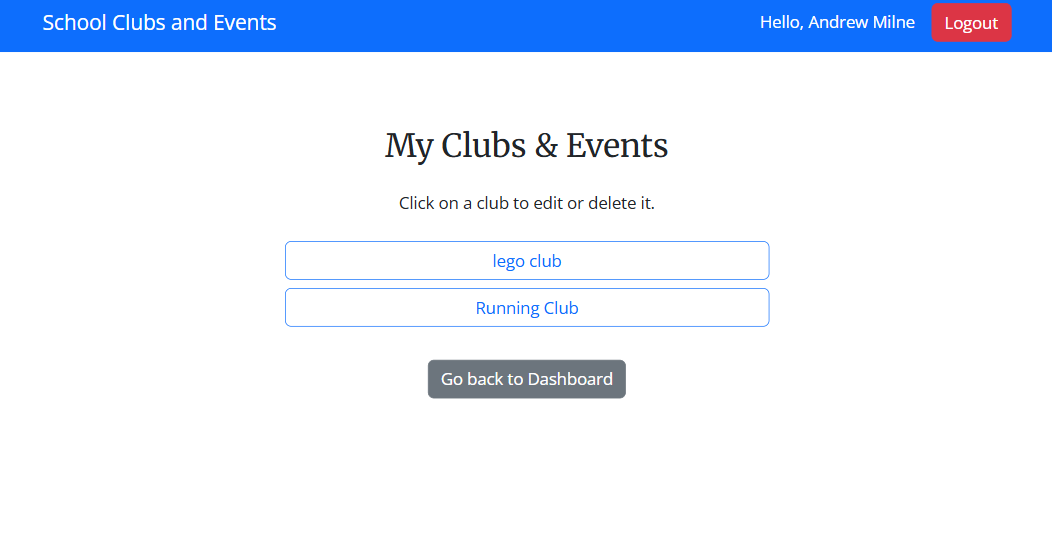 School Clubs and Events
Hello, Andrew Milne
Logout
My Clubs & Events
Click on a club to edit or delete it.
lego club
Running Club
Go back to Dashboard